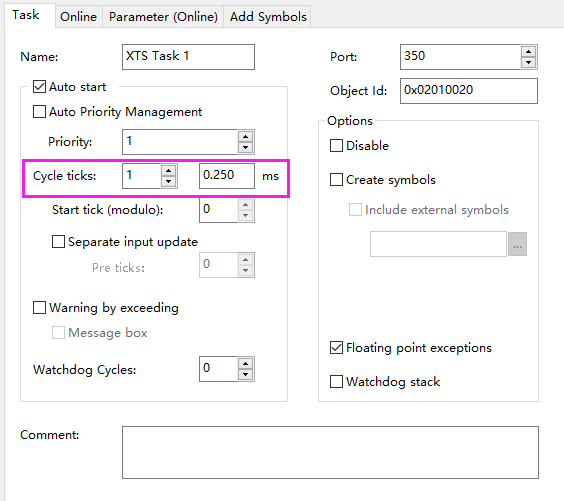 Task Online Parameter (Online) Add Symbols
Name: XTS Task 1
Port: 350
Auto start
Object Id: 0x02010020
Auto Priority Management
Options
Priority: 1
Disable
Cycle ticks: 1 0.250 ms
Create symbols
Start tick (modulo): 0
Include external symbols
Separate input update
...
Pre ticks: 0
Warning by exceeding
Message box
Floating point exceptions
Watchdog Cycles: 0
Watchdog stack
Comment: